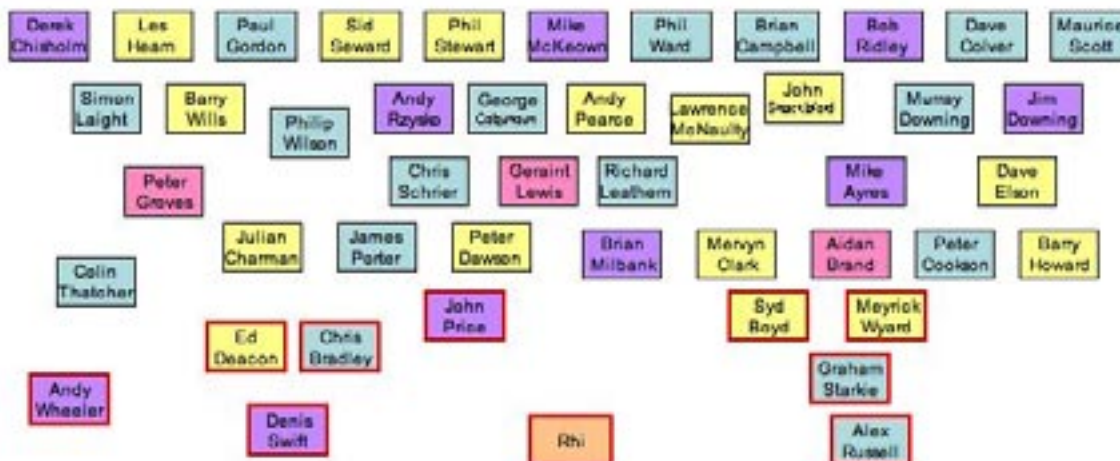 Derek
Chisholm
Les
Hearn
Paul
Gordon
Sid
Seward
Phil
Stewart
Mike
McKeown
Phil
Ward
Brian
Campbell
Bob
Ridley
Dave
Colver
Maurice
Scott
Simon
Laight
Barry
Wills
Philip
Wilson
Andy
Rzysko
George
Andy
Pearce
Lawrence
McNaulty
John
Murray
Downing
Jim
Downing
Peter
Groves
Chris
Schrier
Geraint
Lewis
Richard
Leathem
Mike
Ayres
Dave
Elson
Julian
Charman
James
Porter
Peter
Dawson
Brian
Milbank
Mervyn
Clark
Aidan
Brand
Peter
Cookson
Barry
Howard
Colin
Thatcher
John
Price
Syd
Boyd
Meyrick
Wyard
Ed
Deacon
Chris
Bradley
Graham
Starkie
Andy
Wheeler
Denis
Swift
Rhi
Alex
Russell